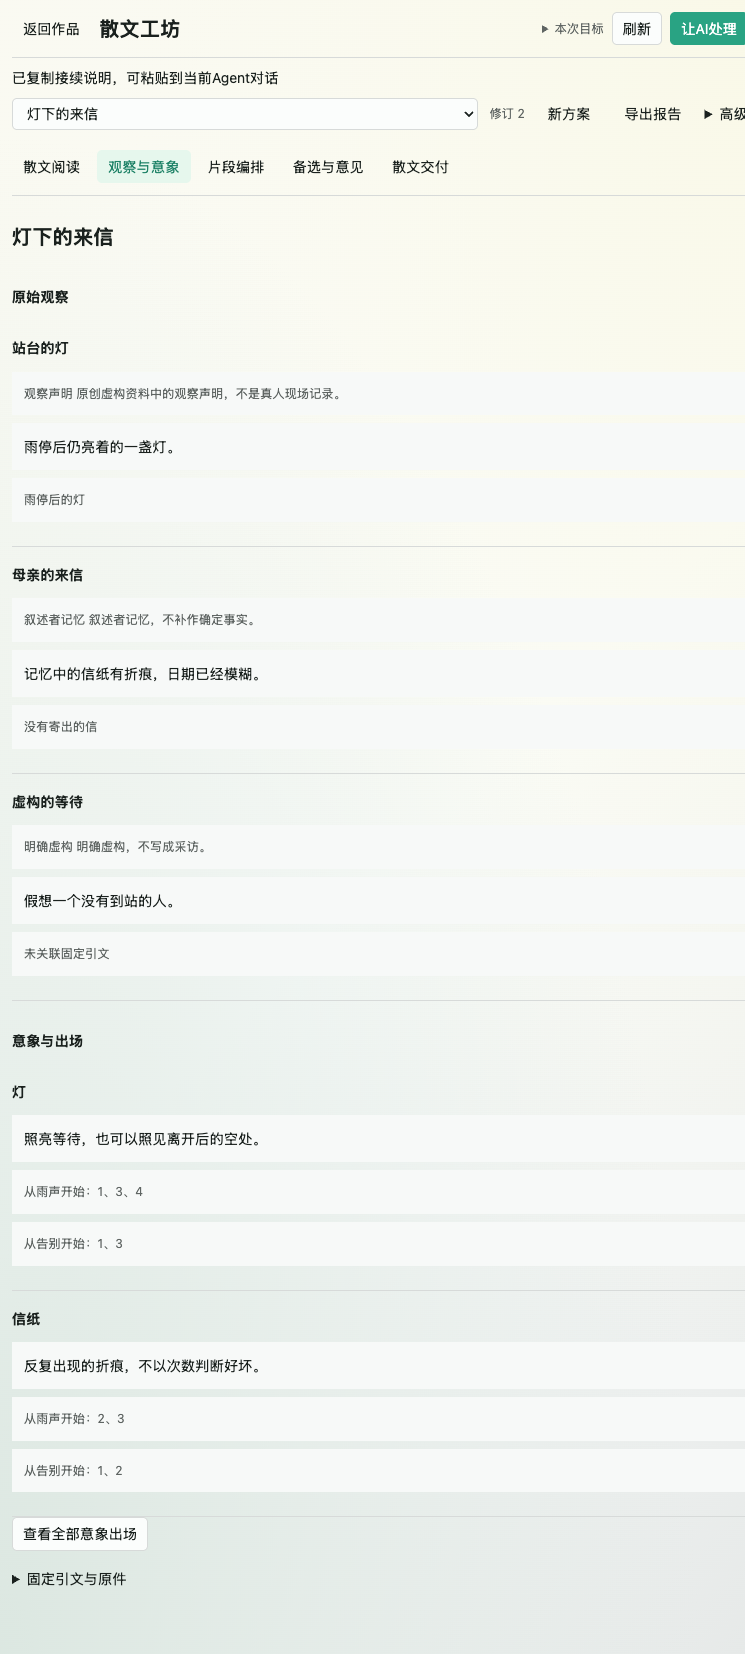 返回作品 散文工坊 ▶ 本次目标 刷新 让AI处理
已复制接续说明，可粘贴到当前Agent对话
灯下的来信 修订 2 新方案 导出报告 ▶ 高级
散文阅读 观察与意象 片段编排 备选与意见 散文交付
灯下的来信
原始观察
站台的灯
观察声明 原创虚构资料中的观察声明，不是真人现场记录。
雨停后仍亮着的一盏灯。
雨停后的灯
母亲的来信
叙述者记忆 叙述者记忆，不补作确定事实。
记忆中的信纸有折痕，日期已经模糊。
没有寄出的信
虚构的等待
明确虚构 明确虚构，不写成采访。
假想一个没有到站的人。
未关联固定引文
意象与出场
灯
照亮等待，也可以照见离开后的空处。
从雨声开始：1、3、4
从告别开始：1、3
信纸
反复出现的折痕，不以次数判断好坏。
从雨声开始：2、3
从告别开始：1、2
查看全部意象出场
▶ 固定引文与原件